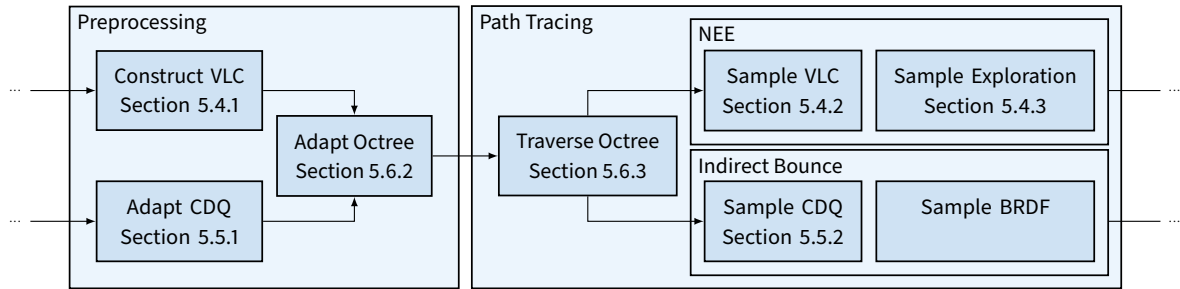 Preprocessing
...
Construct VLC
Section 5.4.1
Adapt Octree
Section 5.6.2
...
Adapt CDQ
Section 5.5.1
Path Tracing
Traverse Octree
Section 5.6.3
NEE
Sample VLC
Section 5.4.2
Sample Exploration
Section 5.4.3
...
Indirect Bounce
Sample CDQ
Section 5.5.2
Sample BRDF
...